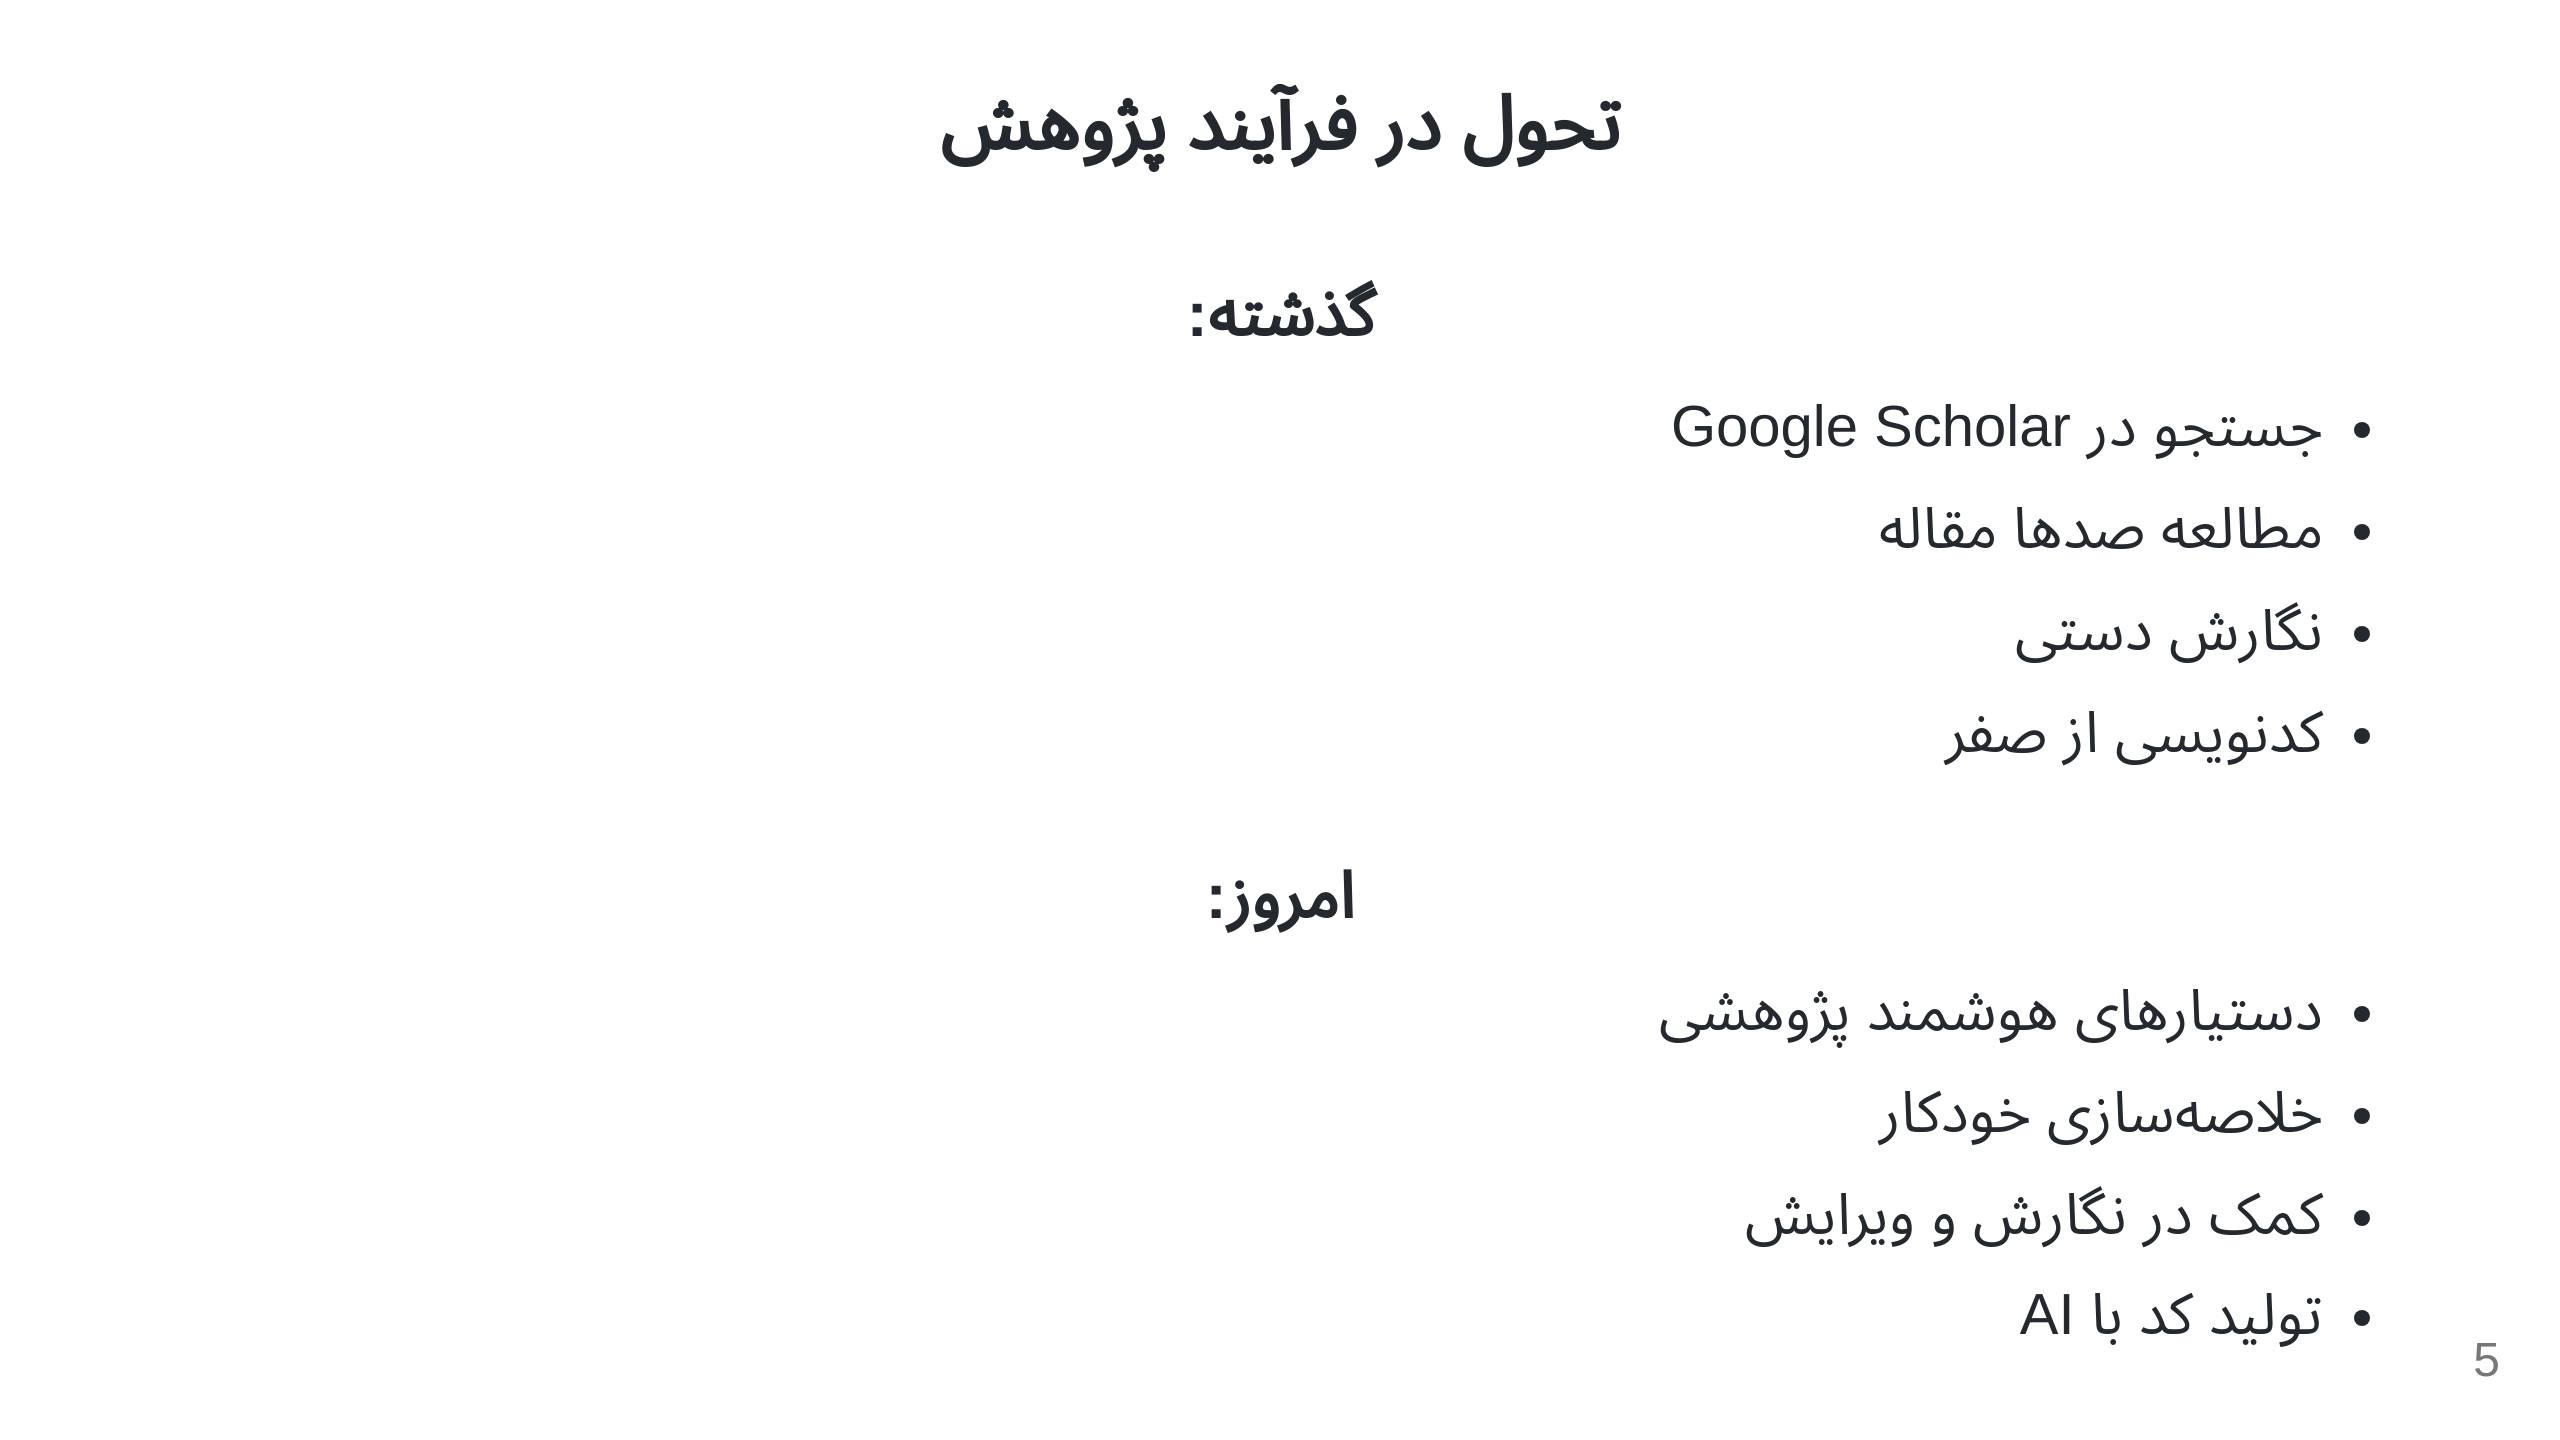 تحول در فرآیند پژوهش
گذشته:
• جستجو در Google Scholar
• مطالعه صدها مقاله
• نگارش دستی
• کدنویسی از صفر
امروز:
• دستیارهای هوشمند پژوهشی
• خلاصه‌سازی خودکار
• کمک در نگارش و ویرایش
• تولید کد با AI
5